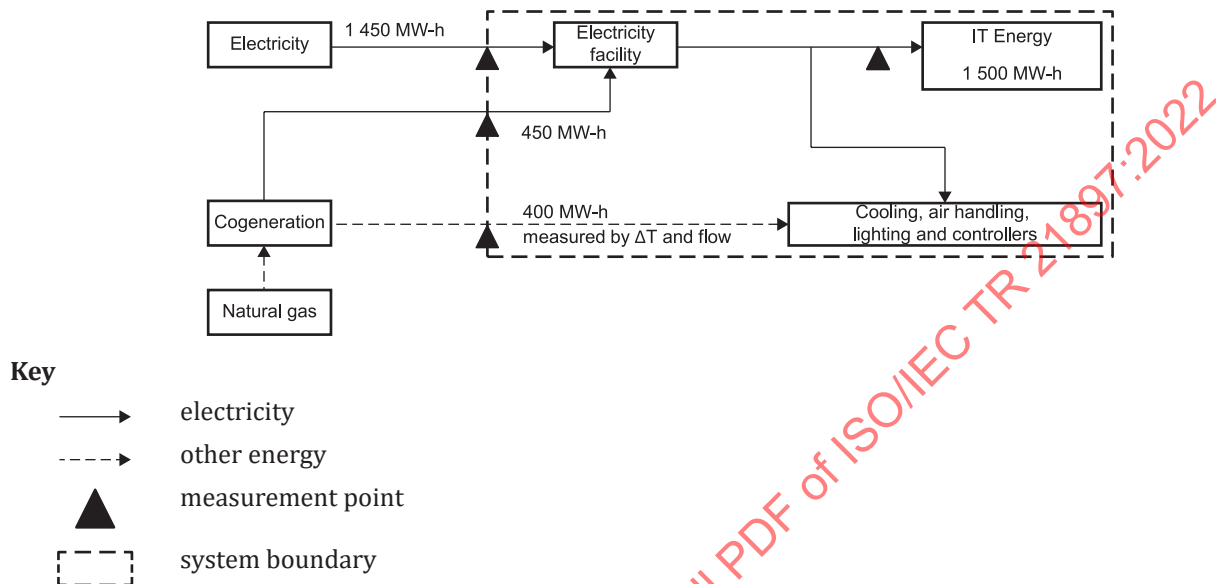 Electricity
1 450 MW-h
Electricity
facility
IT Energy
1 500 MW-h
450 MW-h
Cogeneration
400 MW-h
measured by ΔT and flow
Cooling, air handling,
lighting and controllers
Natural gas
Key
electricity
other energy
measurement point
system boundary
PDF of ISO/IEC TR 21897:2022